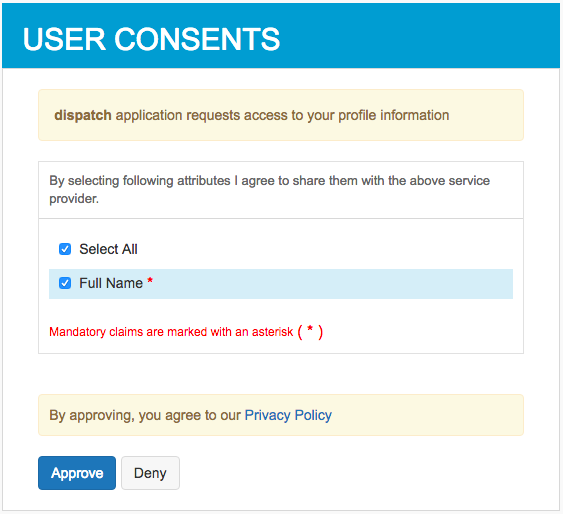 USER CONSENTS
dispatch application requests access to your profile information
By selecting following attributes I agree to share them with the above service
provider.
Select All
Full Name *
Mandatory claims are marked with an asterisk ( * )
By approving, you agree to our Privacy Policy
Approve Deny